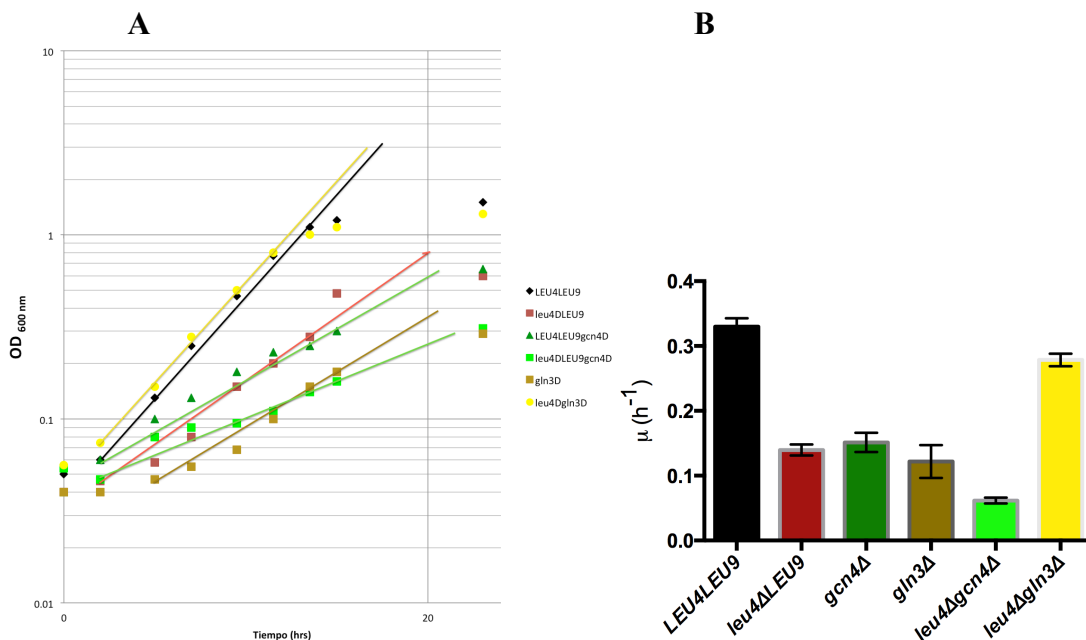 A
B
10
1
0.1
0.01
OD 600 nm
0
20
Tiempo (hrs)
LEU4LEU9
leu4DLEU9
LEU4LEU9gcn4D
leu4DLEU9gcn4D
gln3D
leu4Dgln3D
0.4
0.3
0.2
0.1
0.0
μ (h⁻¹)
LEU4LEU9
leu4ΔLEU9
gcn4Δ
gln3Δ
leu4Δgcn4Δ
leu4Δgln3Δ